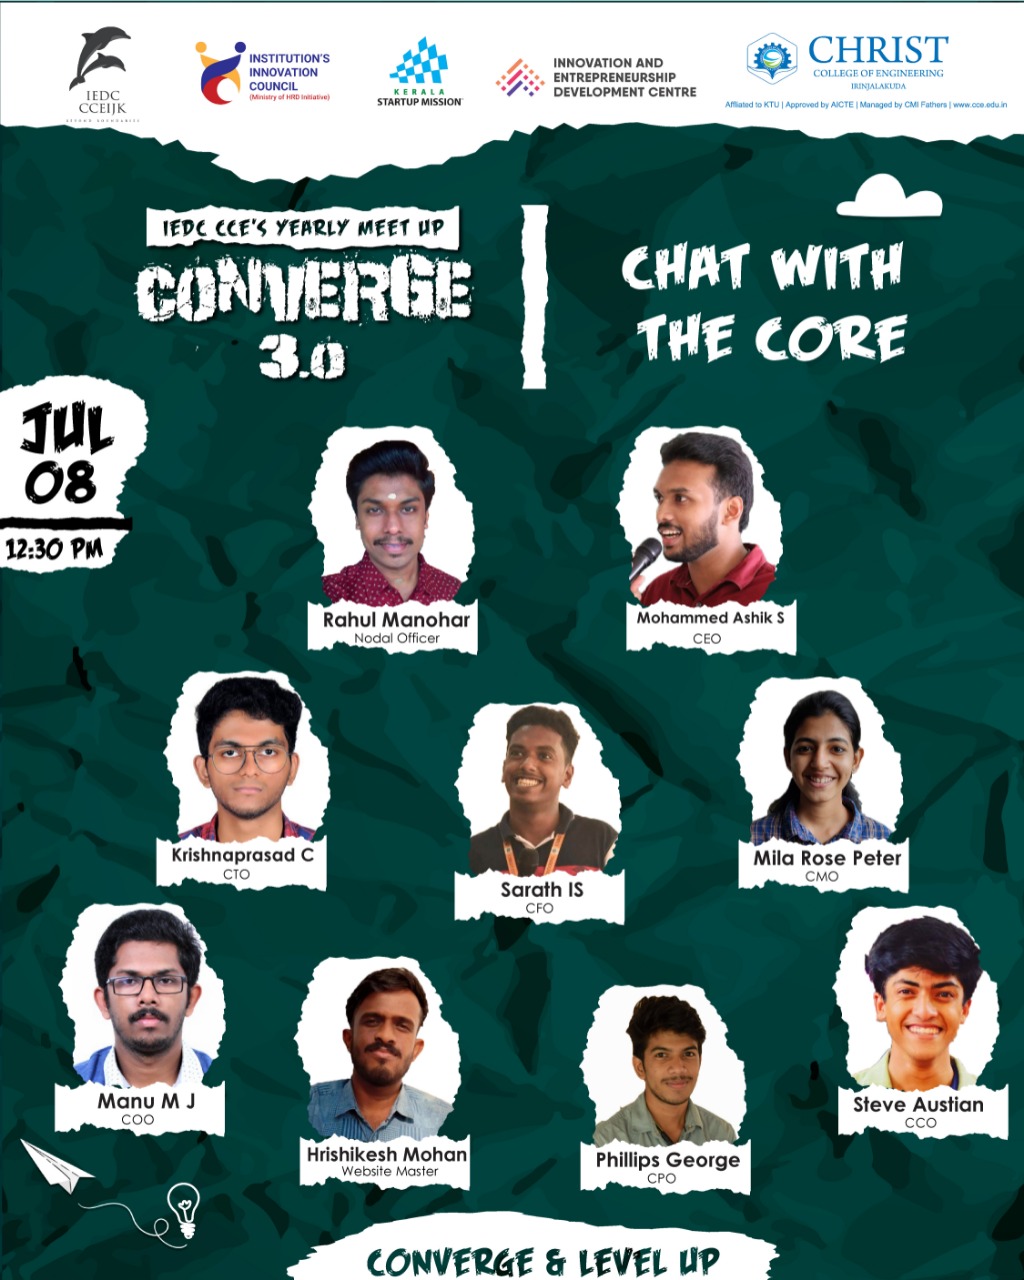 IEDC
CCEIJK
BEYOND BOUNDARIES
INSTITUTION'S
INNOVATION
COUNCIL
(Ministry of HRD Initiative)
KERALA
STARTUP MISSION
INNOVATION AND
ENTREPRENEURSHIP
DEVELOPMENT CENTRE
CHRIST
COLLEGE OF ENGINEERING
IRINJALAKUDA
Affliated to KTU | Approved by AICTE | Managed by CMI Fathers | www.cce.edu.in
IEDC CCE'S YEARLY MEET UP
CONVERGE
3.0
CHAT WITH
THE CORE
JUL
08
12:30 PM
Rahul Manohar
Nodal Officer
Mohammed Ashik S
CEO
Krishnaprasad C
CTO
Sarath IS
CFO
Mila Rose Peter
CMO
Manu M J
COO
Hrishikesh Mohan
Website Master
Phillips George
CPO
Steve Austian
CCO
CONVERGE & LEVEL UP